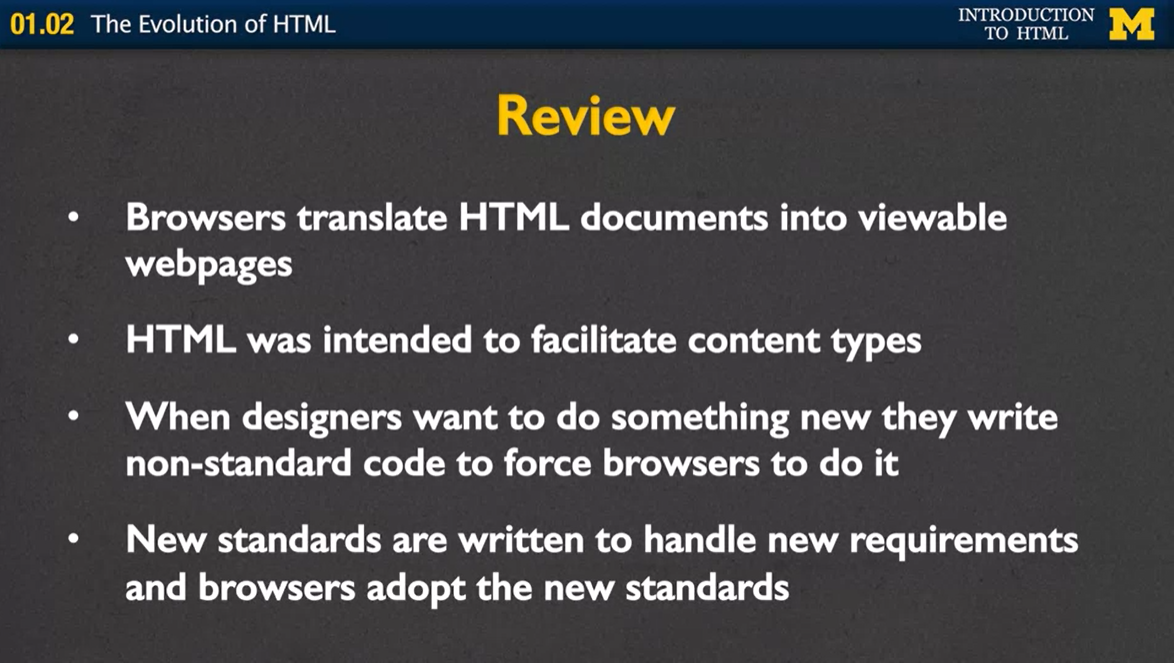 01.02 The Evolution of HTML
INTRODUCTION
TO HTML
M
Review
• Browsers translate HTML documents into viewable
webpages
• HTML was intended to facilitate content types
• When designers want to do something new they write
non-standard code to force browsers to do it
• New standards are written to handle new requirements
and browsers adopt the new standards